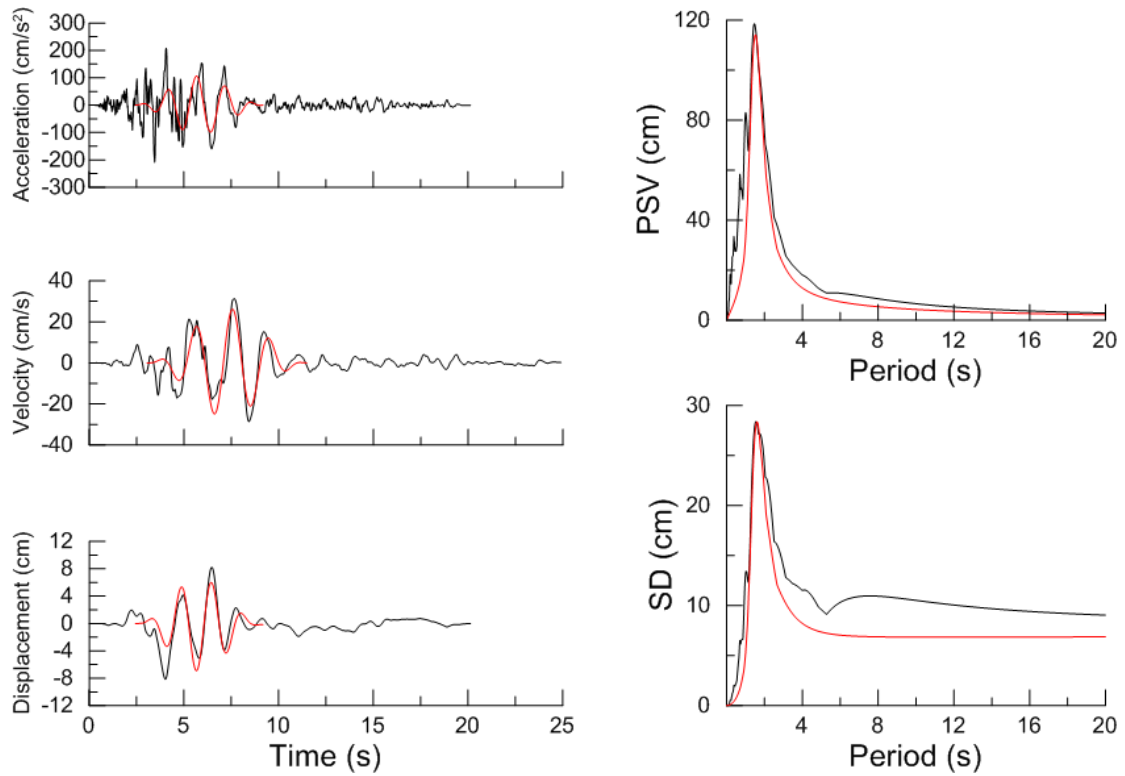 Acceleration (cm/s²)
300
200
100
0
-100
-200
-300
Velocity (cm/s)
40
20
0
-20
-40
Displacement (cm)
12
8
4
0
-4
-8
-12
0 5 10 15 20 25
Time (s)
PSV (cm)
120
80
40
0
4 8 12 16 20
Period (s)
SD (cm)
30
20
10
0
4 8 12 16 20
Period (s)